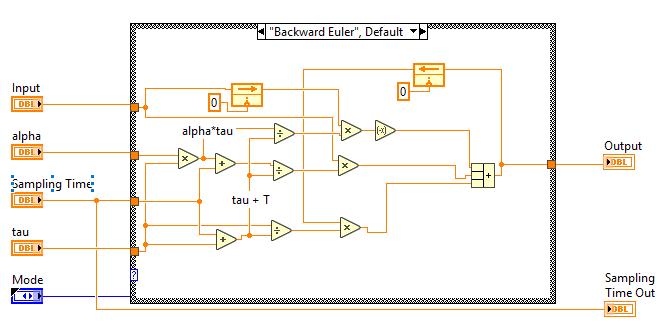 "Backward Euler", Default
Input
DBL
0
0
alpha
DBL
alpha*tau
Output
DBL
Sampling Time
DBL
tau + T
tau
DBL
?
Mode
Sampling
Time Out
DBL